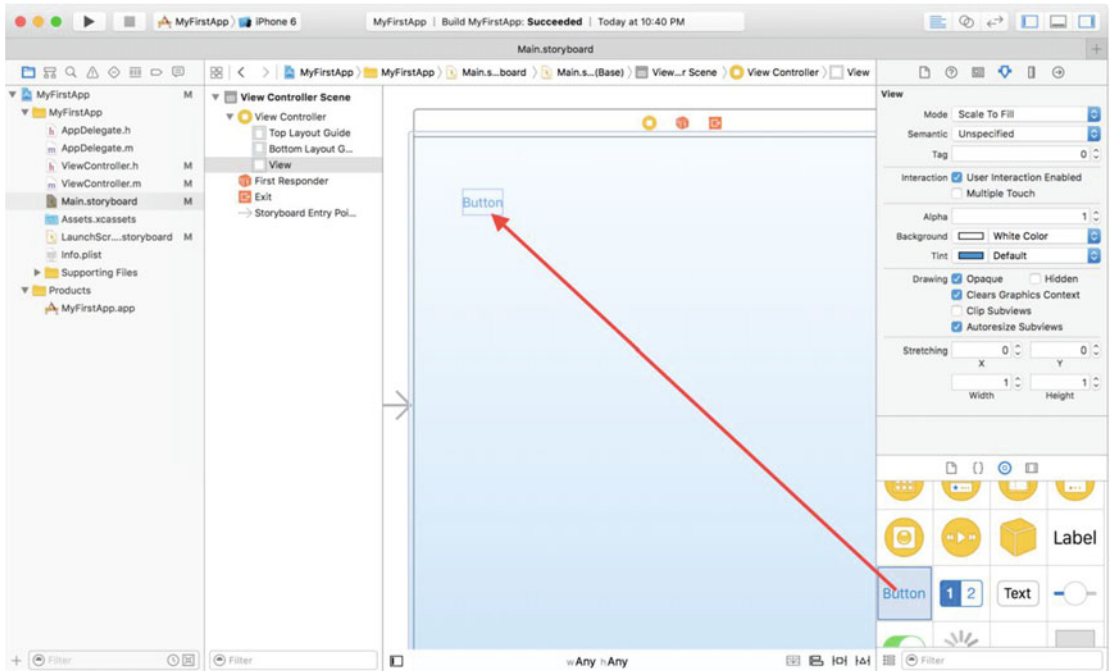 MyFirstApp iPhone 6 MyFirstApp | Build MyFirstApp: Succeeded | Today at 10:40 PM
Main.storyboard
MyFirstApp MyFirstApp Main.s...board Main.s...(Base) View...r Scene View Controller View
MyFirstApp M
MyFirstApp
AppDelegate.h
AppDelegate.m
ViewController.h M
ViewController.m M
Main.storyboard M
Assets.xcassets
LaunchScr....storyboard M
Info.plist
Supporting Files
Products
MyFirstApp.app
Filter
View Controller Scene
View Controller
Top Layout Guide
Bottom Layout G...
View
First Responder
Exit
Storyboard Entry Poi...
Filter
Button
wAny hAny
View
Mode Scale To Fill
Semantic Unspecified
Tag 0
Interaction User Interaction Enabled
Multiple Touch
Alpha 1
Background White Color
Tint Default
Drawing Opaque Hidden
Clears Graphics Context
Clip Subviews
Autoresize Subviews
Stretching 0 0
X Y
1 1
Width Height
Label
Button 1 2 Text
Filter